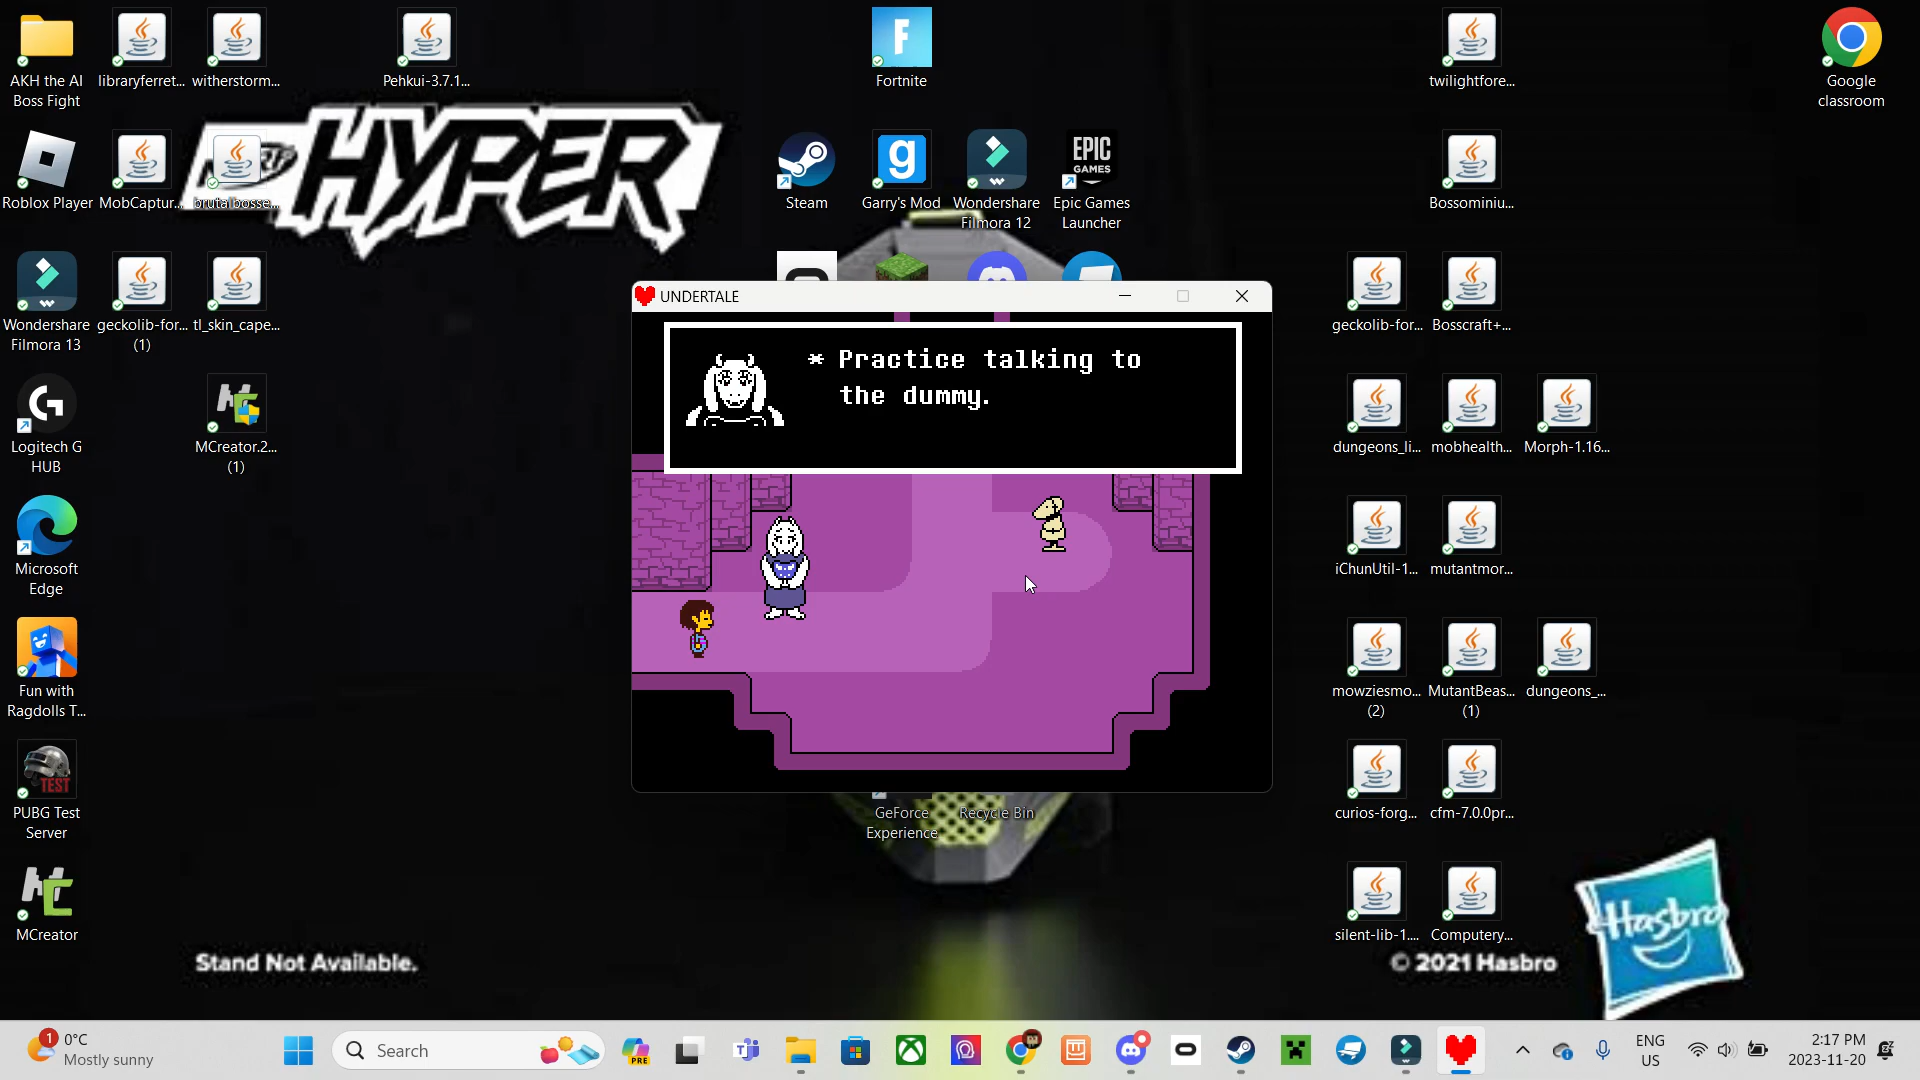 AKH the AI
Boss Fight
libraryferret...
witherstorm...
Pehkui-3.7.1...
Fortnite
twilightfore...
Google
classroom
HYPER
Roblox Player
MobCaptur...
brutalbosse...
Steam
Garry's Mod
Wondershare
Filmora 12
EPIC
GAMES
Epic Games
Launcher
Bossominiu...
Wondershare
Filmora 13
geckolib-for...
(1)
tl_skin_cape...
UNDERTALE
* Practice talking to
the dummy.
geckolib-for...
Bosscraft+...
Logitech G
HUB
MCreator.2...
(1)
dungeons_li...
mobhealth...
Morph-1.16...
Microsoft
Edge
iChunUtil-1...
mutantmor...
Fun with
Ragdolls T...
mowziesmo...
(2)
MutantBeas...
(1)
dungeons_...
TEST
PUBG Test
Server
GeForce
Experience
Recycle Bin
curios-forg...
cfm-7.0.0pr...
MCreator
silent-lib-1....
Computery...
Hasbro
Stand Not Available.
© 2021 Hasbro
1
0°C
Mostly sunny
Search
PRE
ENG
US
2:17 PM
2023-11-20